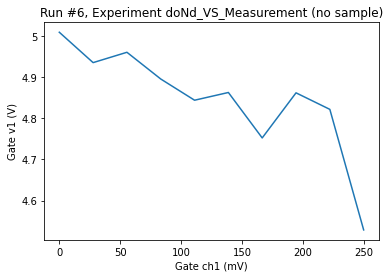 Run #6, Experiment doNd_VS_Measurement (no sample)
Gate v1 (V)
5
4.9
4.8
4.7
4.6
0 50 100 150 200 250
Gate ch1 (mV)